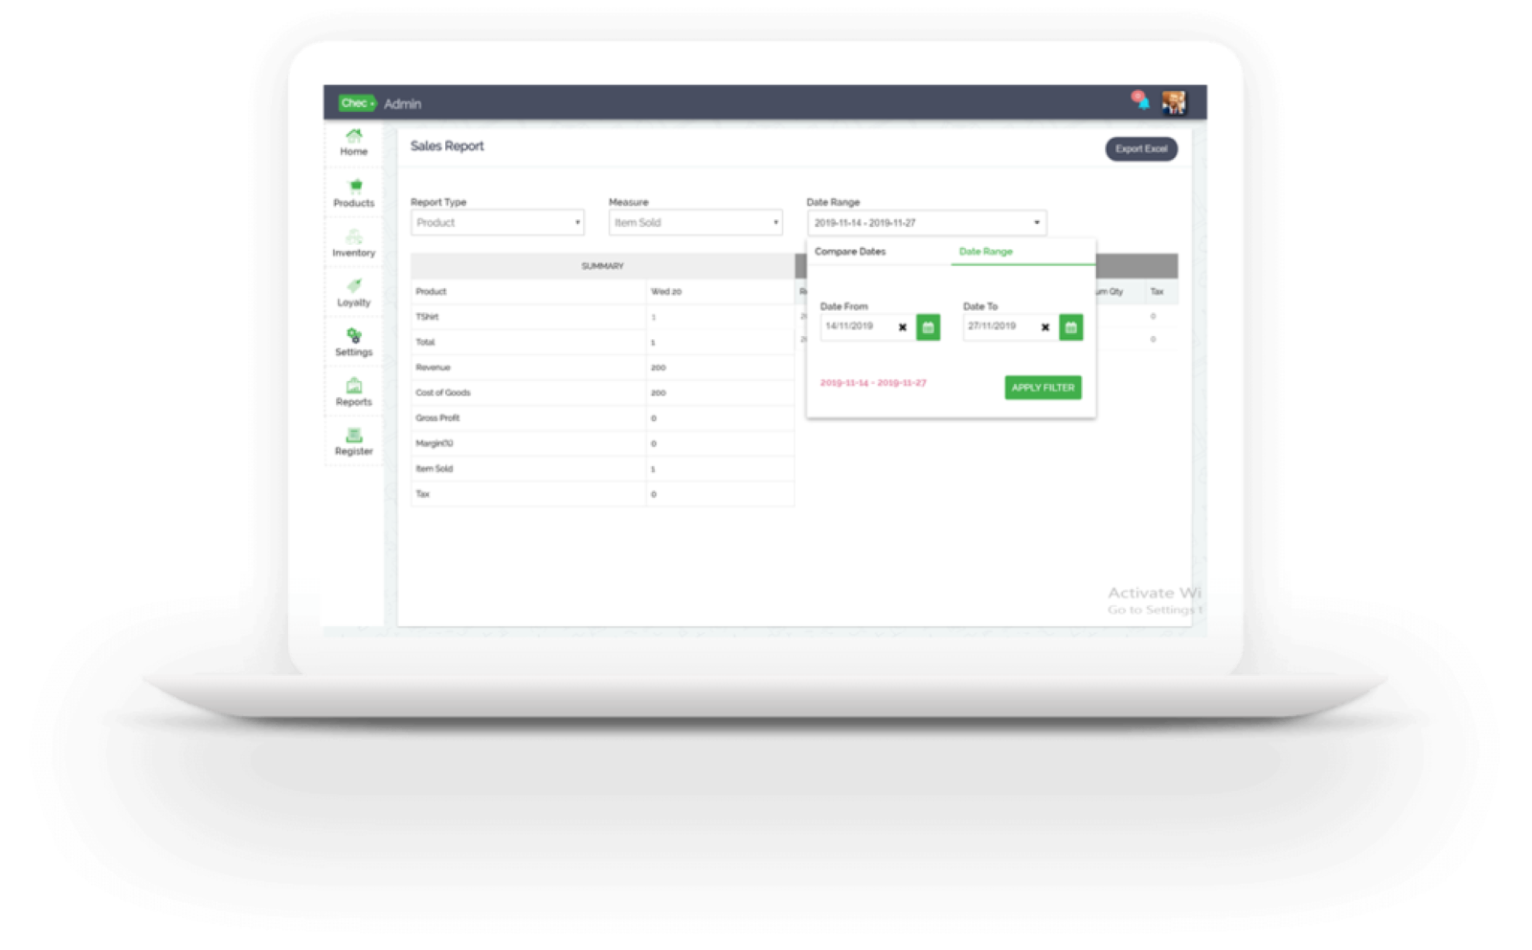 Chec Admin
Home
Products
Inventory
Loyalty
Settings
Reports
Register
Sales Report
Export Excel
Report Type
Measure
Date Range
Product
Item Sold
2019-11-14 - 2019-11-27
Compare Dates
Date Range
Date From
Date To
14/11/2019
27/11/2019
2019-11-14 - 2019-11-27
APPLY FILTER
SUMMARY
Product Wed 20
TShirt 1
Total 1
Revenue 200
Cost of Goods 200
Gross Profit 0
Margin(%) 0
Item Sold 1
Tax 0
um Qty Tax
0
0
Activate Wi
Go to Settings t